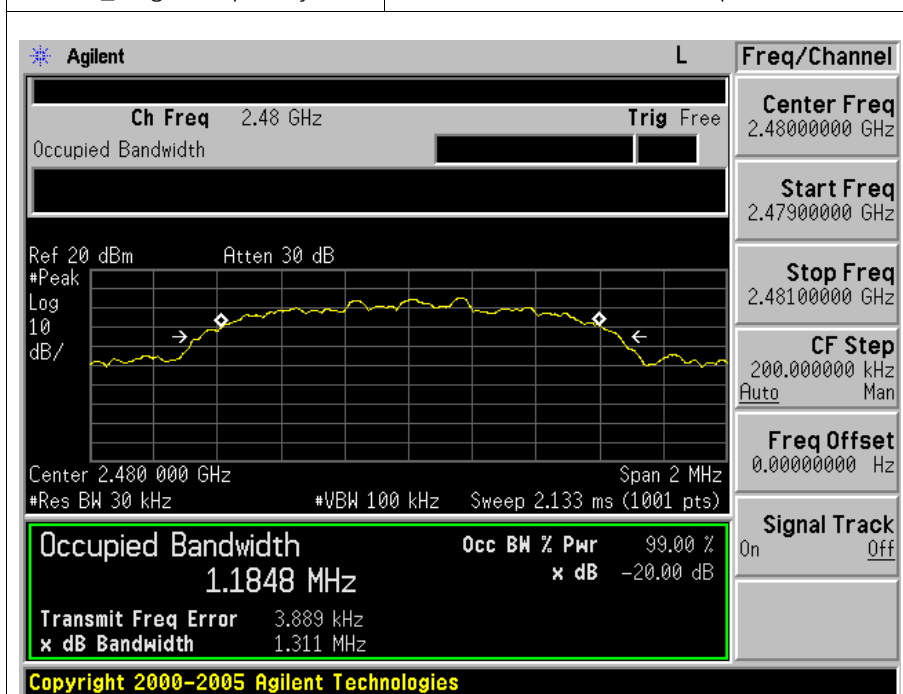 Agilent L
Ch Freq 2.48 GHz Trig Free
Occupied Bandwidth
Ref 20 dBm Atten 30 dB
#Peak
Log
10
dB/
Center 2.480 000 GHz Span 2 MHz
#Res BW 30 kHz #VBW 100 kHz Sweep 2.133 ms (1001 pts)
Occupied Bandwidth
1.1848 MHz
Occ BW % Pwr 99.00 %
x dB -20.00 dB
Transmit Freq Error 3.889 kHz
x dB Bandwidth 1.311 MHz
Copyright 2000-2005 Agilent Technologies
Freq/Channel
Center Freq
2.48000000 GHz
Start Freq
2.47900000 GHz
Stop Freq
2.48100000 GHz
CF Step
200.000000 kHz
Auto Man
Freq Offset
0.00000000 Hz
Signal Track
On Off